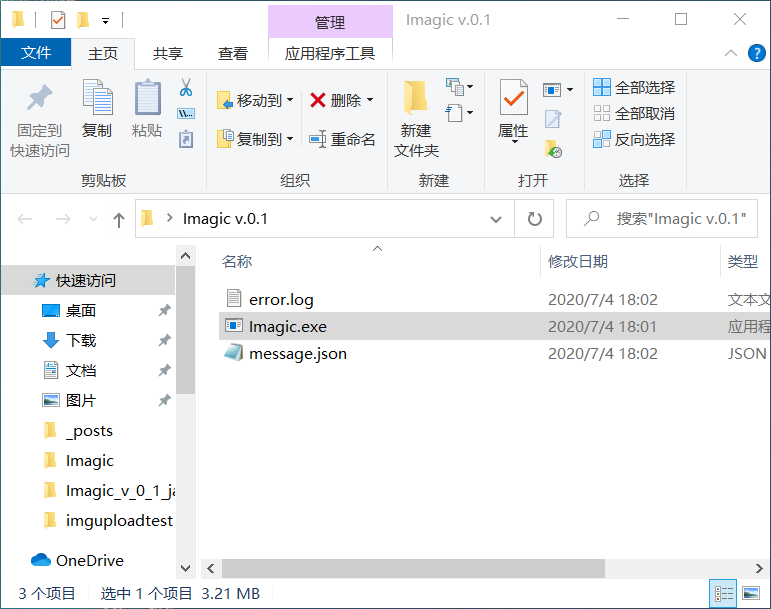 管理
Imagic v.0.1
文件
主页
共享
查看
应用程序工具
固定到
快速访问
复制
粘贴
移动到
复制到
删除
重命名
新建
文件夹
属性
全部选择
全部取消
反向选择
剪贴板
组织
新建
打开
选择
Imagic v.0.1
搜索"Imagic v.0.1"
名称
修改日期
类型
快速访问
桌面
下载
文档
图片
_posts
Imagic
Imagic_v_0_1_ja
imguploadtest
OneDrive
error.log 2020/7/4 18:02 文本文
Imagic.exe 2020/7/4 18:01 应用程
message.json 2020/7/4 18:02 JSON
3 个项目
选中 1 个项目 3.21 MB